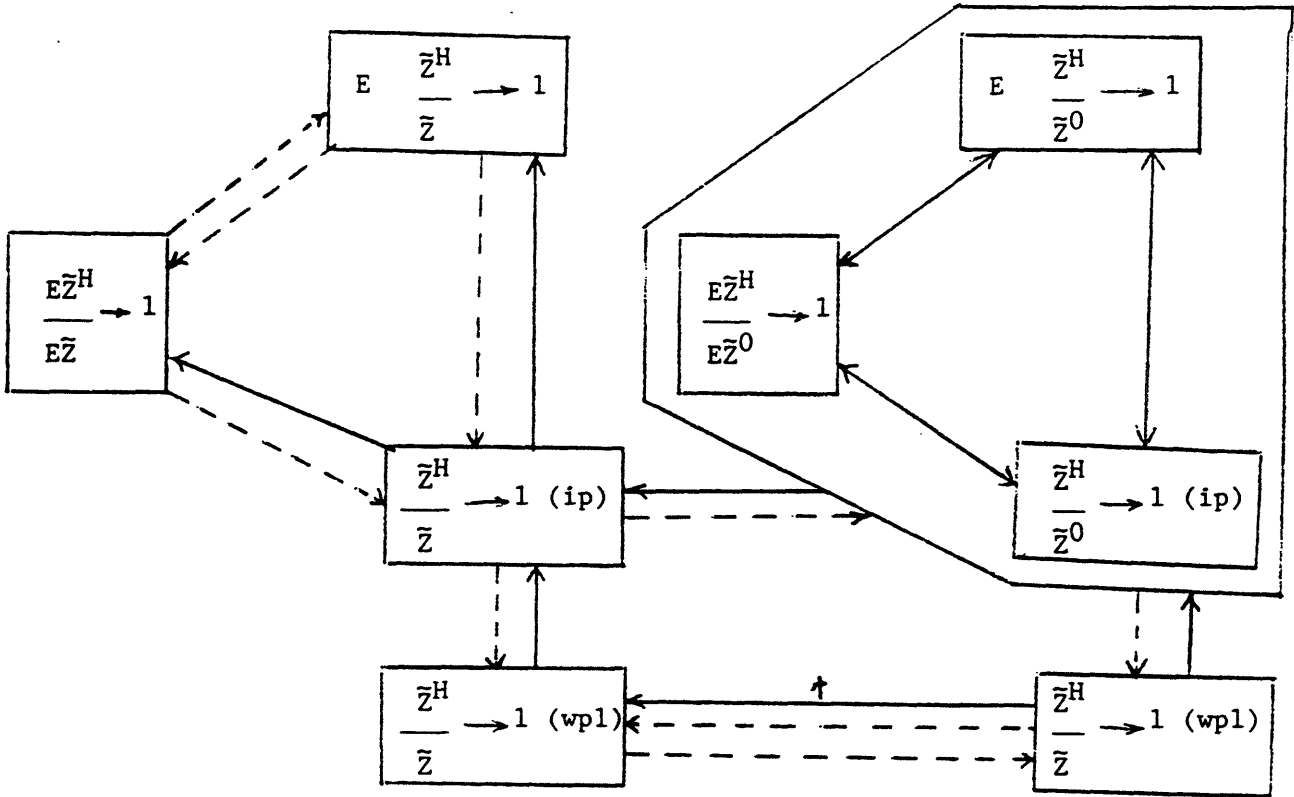 E Z̃ᴴ/Z̃ → 1
E Z̃ᴴ/Z̃⁰ → 1
EZ̃ᴴ/EZ̃ → 1
EZ̃ᴴ/EZ̃⁰ → 1
Z̃ᴴ/Z̃ → 1 (ip)
Z̃ᴴ/Z̃⁰ → 1 (ip)
†
Z̃ᴴ/Z̃ → 1 (wpl)
Z̃ᴴ/Z̃ → 1 (wpl)